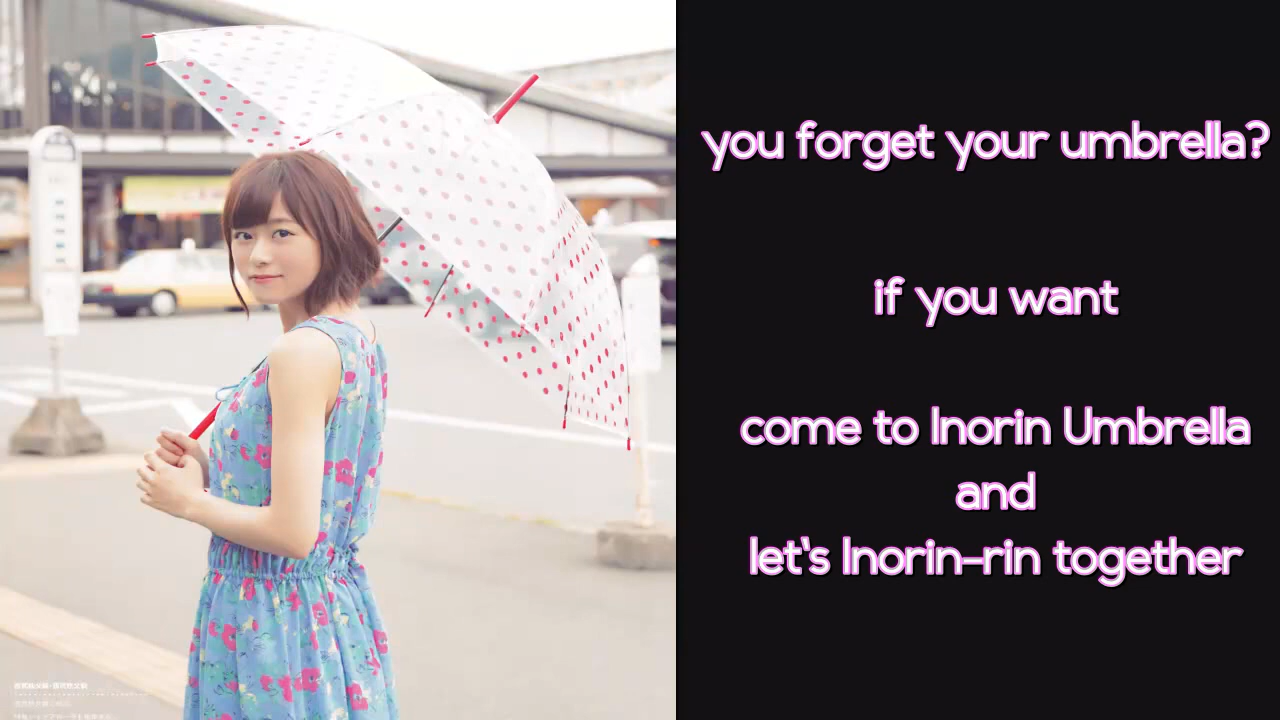 you forget your umbrella?
if you want
come to Inorin Umbrella
and
let's Inorin-rin together